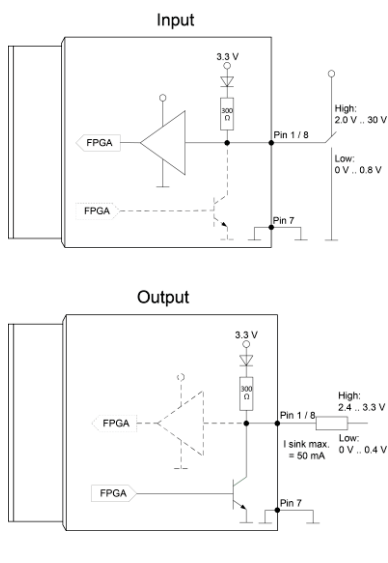 Input
3.3 V
300
Ω
High:
2.0 V .. 30 V
Pin 1 / 8
FPGA
Low:
0 V .. 0.8 V
FPGA
Pin 7
Output
3.3 V
300
Ω
High:
2.4 .. 3.3 V
Pin 1 / 8
FPGA
I sink max.
= 50 mA
Low:
0 V .. 0.4 V
FPGA
Pin 7